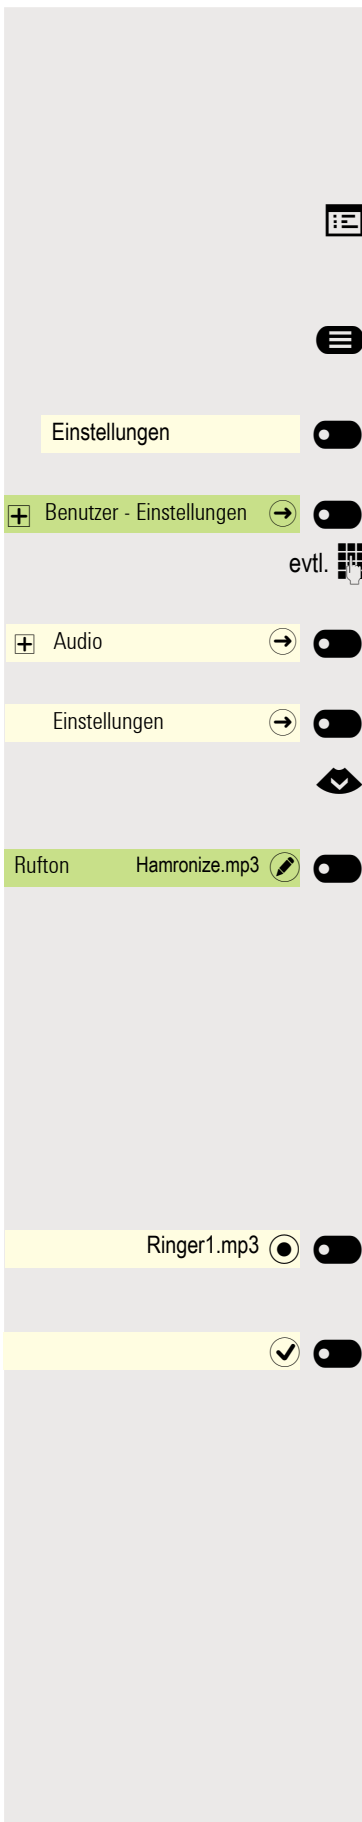 Einstellungen
Benutzer - Einstellungen
evtl.
Audio
Einstellungen
Rufton Hamronize.mp3
Ringer1.mp3